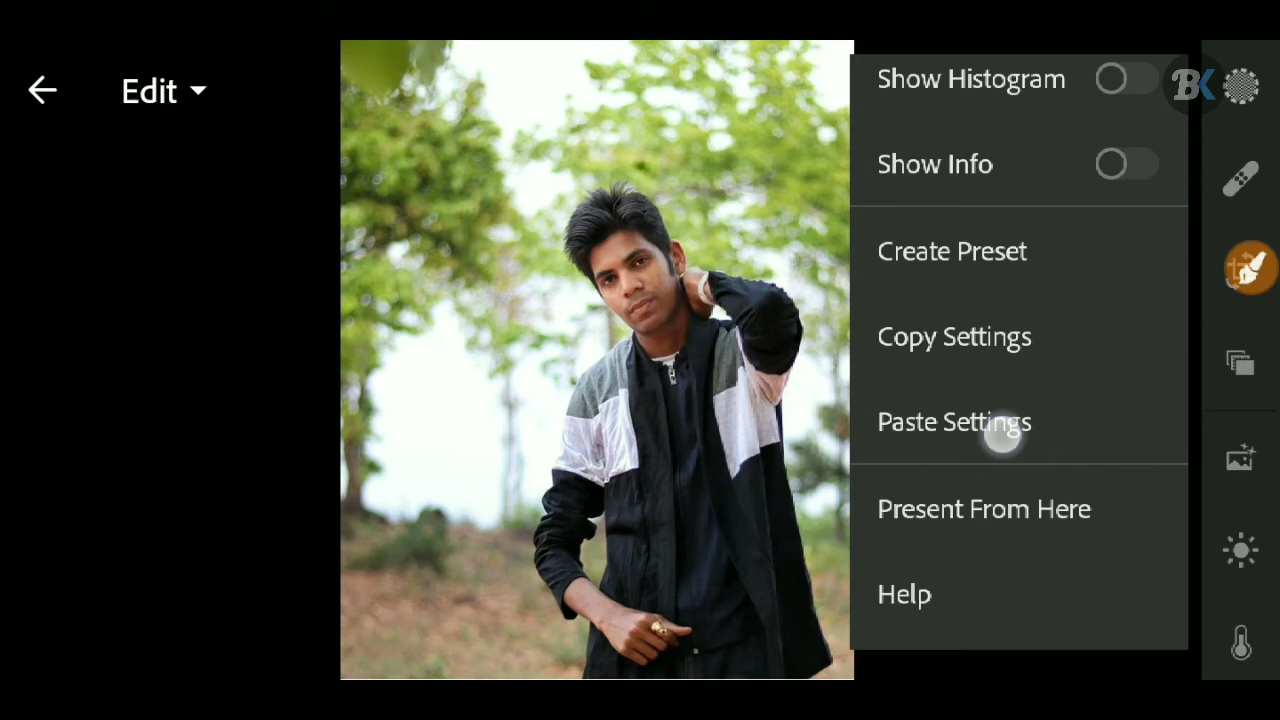 Edit
Show Histogram
BK
Show Info
Create Preset
Copy Settings
Paste Settings
Present From Here
Help